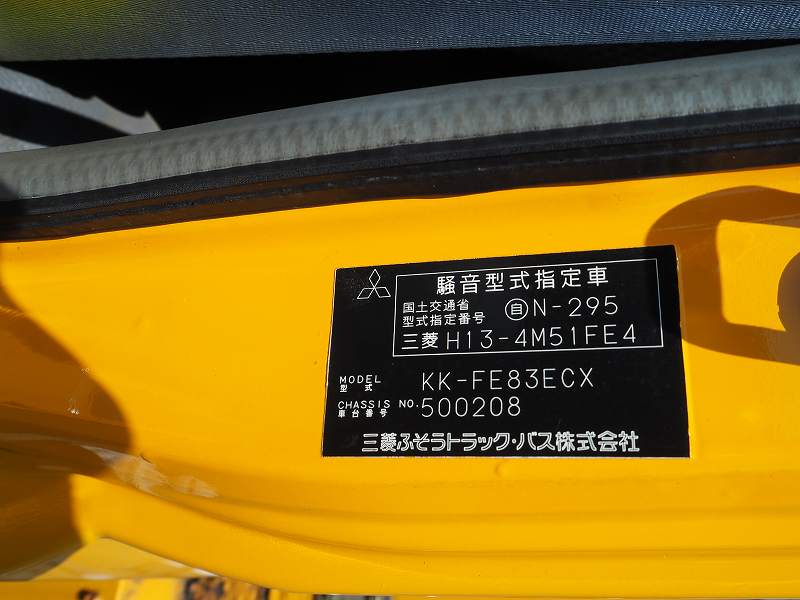 騒音型式指定車
国土交通省
型式指定番号 自N-295
三菱 H13-4M51FE4
MODEL
型式 KK-FE83ECX
CHASSIS NO.
車台番号 500208
三菱ふそうトラック・バス株式会社